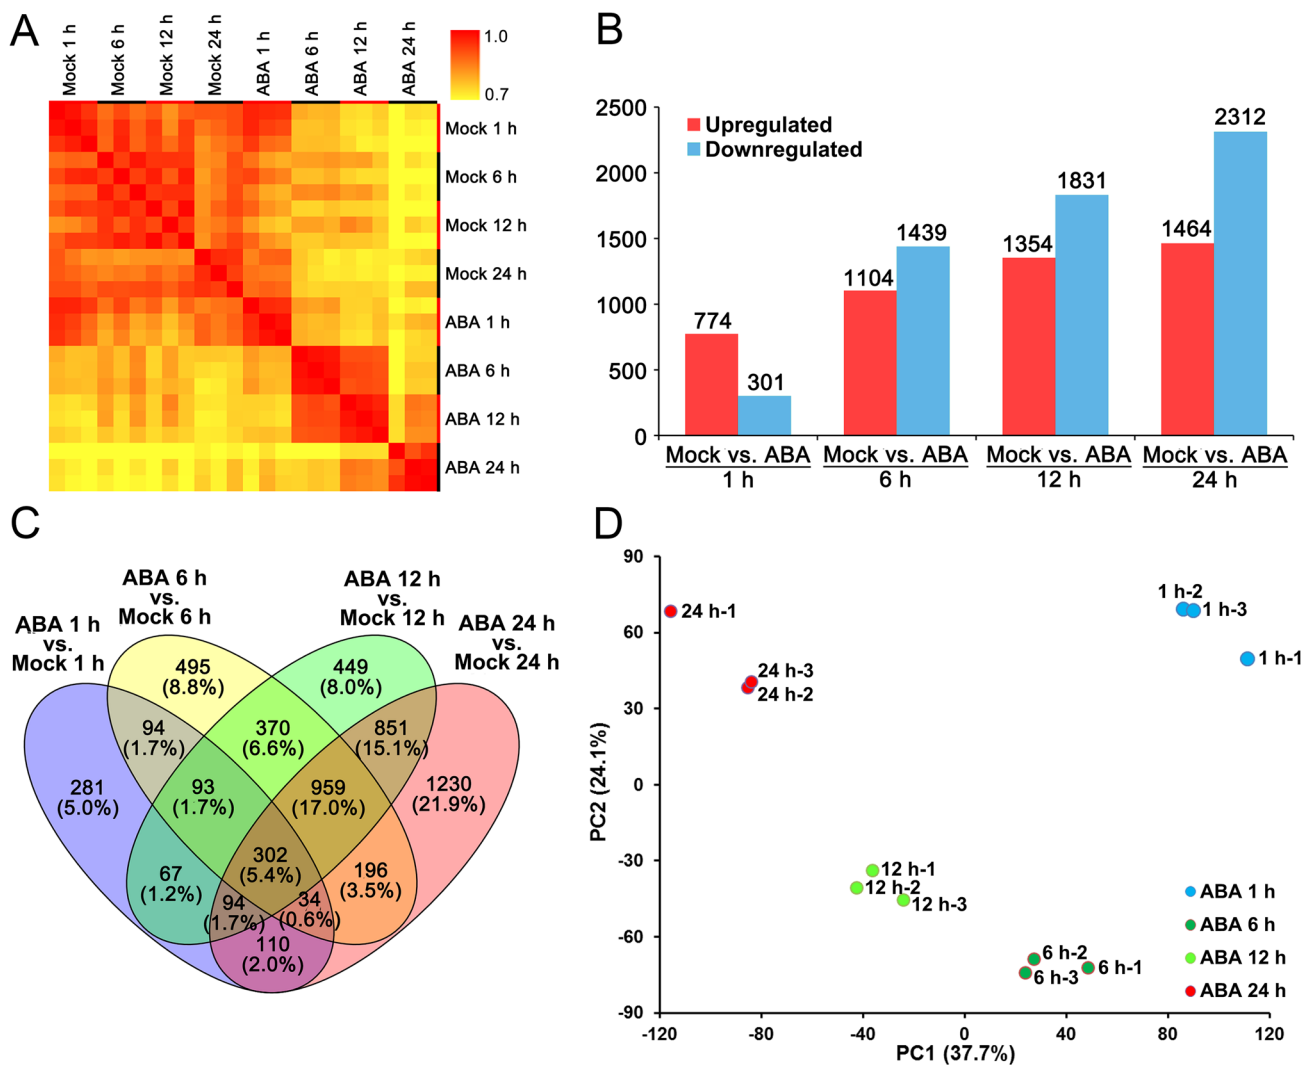 A
Mock 1 h
Mock 6 h
Mock 12 h
Mock 24 h
ABA 1 h
ABA 6 h
ABA 12 h
ABA 24 h
1.0
0.7
Mock 1 h
Mock 6 h
Mock 12 h
Mock 24 h
ABA 1 h
ABA 6 h
ABA 12 h
ABA 24 h
B
2500
2000
1500
1000
500
0
Upregulated
Downregulated
774
301
1104
1439
1354
1831
1464
2312
Mock vs. ABA
1 h
Mock vs. ABA
6 h
Mock vs. ABA
12 h
Mock vs. ABA
24 h
C
ABA 1 h
vs.
Mock 1 h
ABA 6 h
vs.
Mock 6 h
ABA 12 h
vs.
Mock 12 h
ABA 24 h
vs.
Mock 24 h
495
(8.8%)
449
(8.0%)
94
(1.7%)
370
(6.6%)
851
(15.1%)
281
(5.0%)
93
(1.7%)
959
(17.0%)
1230
(21.9%)
302
(5.4%)
67
(1.2%)
196
(3.5%)
94
(1.7%)
34
(0.6%)
110
(2.0%)
D
90
60
30
0
-30
-60
-90
PC2 (24.1%)
24 h-1
24 h-3
24 h-2
1 h-2
1 h-3
1 h-1
12 h-1
12 h-2
12 h-3
6 h-2
6 h-3
6 h-1
ABA 1 h
ABA 6 h
ABA 12 h
ABA 24 h
-120
-80
-40
0
40
80
120
PC1 (37.7%)